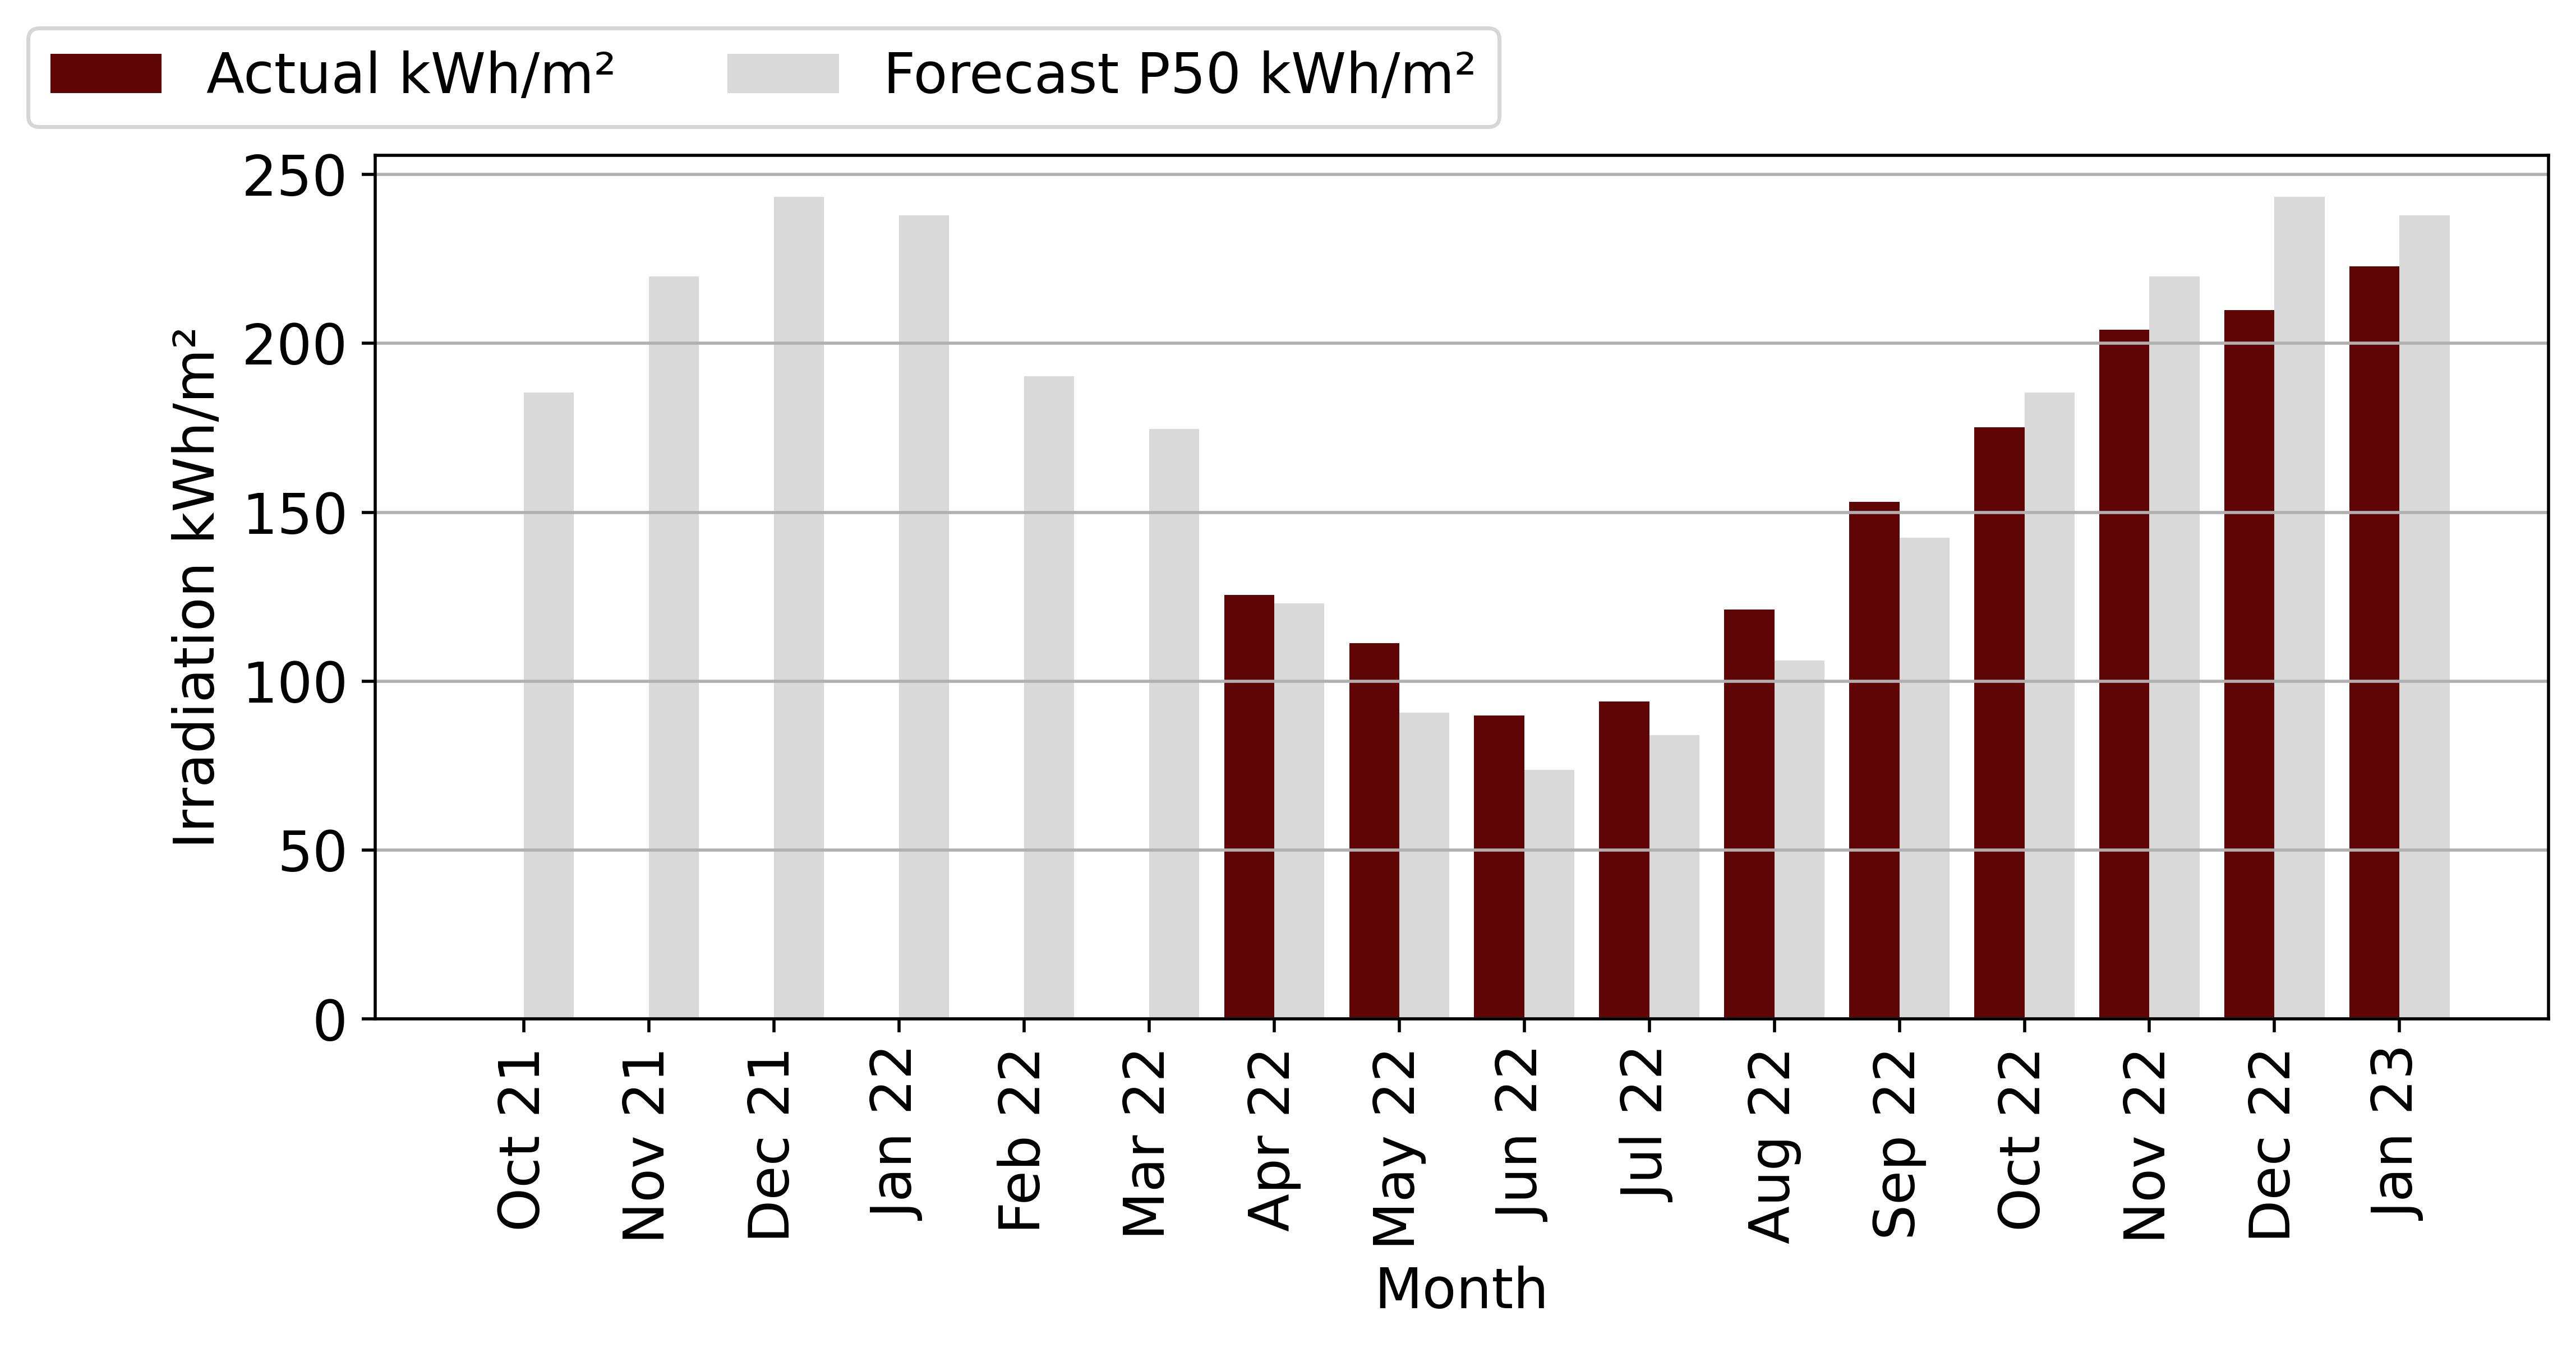 Actual kWh/m² Forecast P50 kWh/m²
Irradiation kWh/m²
250
200
150
100
50
0
Oct 21
Nov 21
Dec 21
Jan 22
Feb 22
Mar 22
Apr 22
May 22
Jun 22
Jul 22
Aug 22
Sep 22
Oct 22
Nov 22
Dec 22
Jan 23
Month